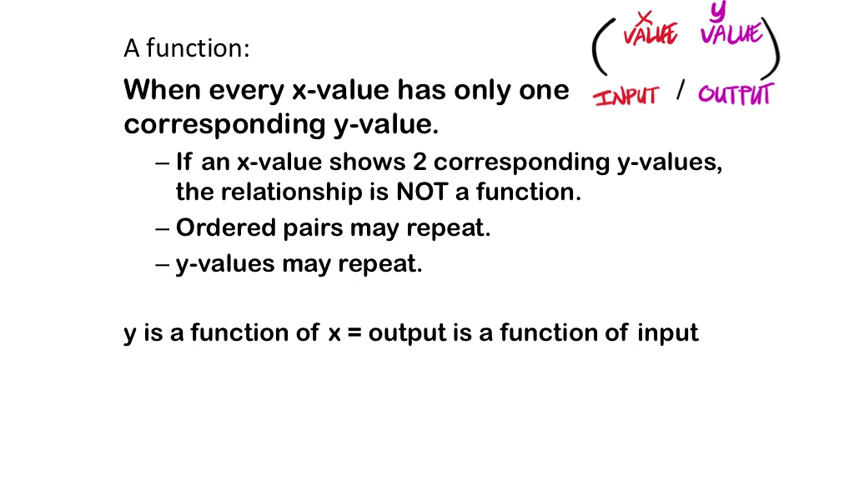 A function:
( x VALUE y VALUE )
INPUT / OUTPUT
When every x-value has only one
corresponding y-value.
– If an x-value shows 2 corresponding y-values,
the relationship is NOT a function.
– Ordered pairs may repeat.
– y-values may repeat.
y is a function of x = output is a function of input